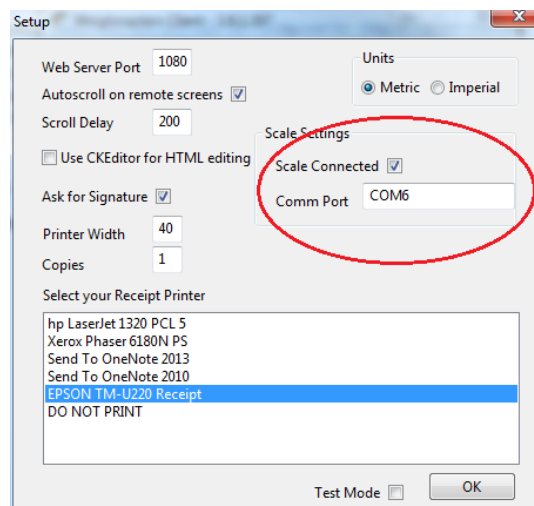 Setup
Web Server Port 1080
Autoscroll on remote screens
Scroll Delay 200
Use CKEditor for HTML editing
Ask for Signature
Printer Width 40
Copies 1
Units
Metric Imperial
Scale Settings
Scale Connected
Comm Port COM6
Select your Receipt Printer
hp LaserJet 1320 PCL 5
Xerox Phaser 6180N PS
Send To OneNote 2013
Send To OneNote 2010
EPSON TM-U220 Receipt
DO NOT PRINT
Test Mode OK